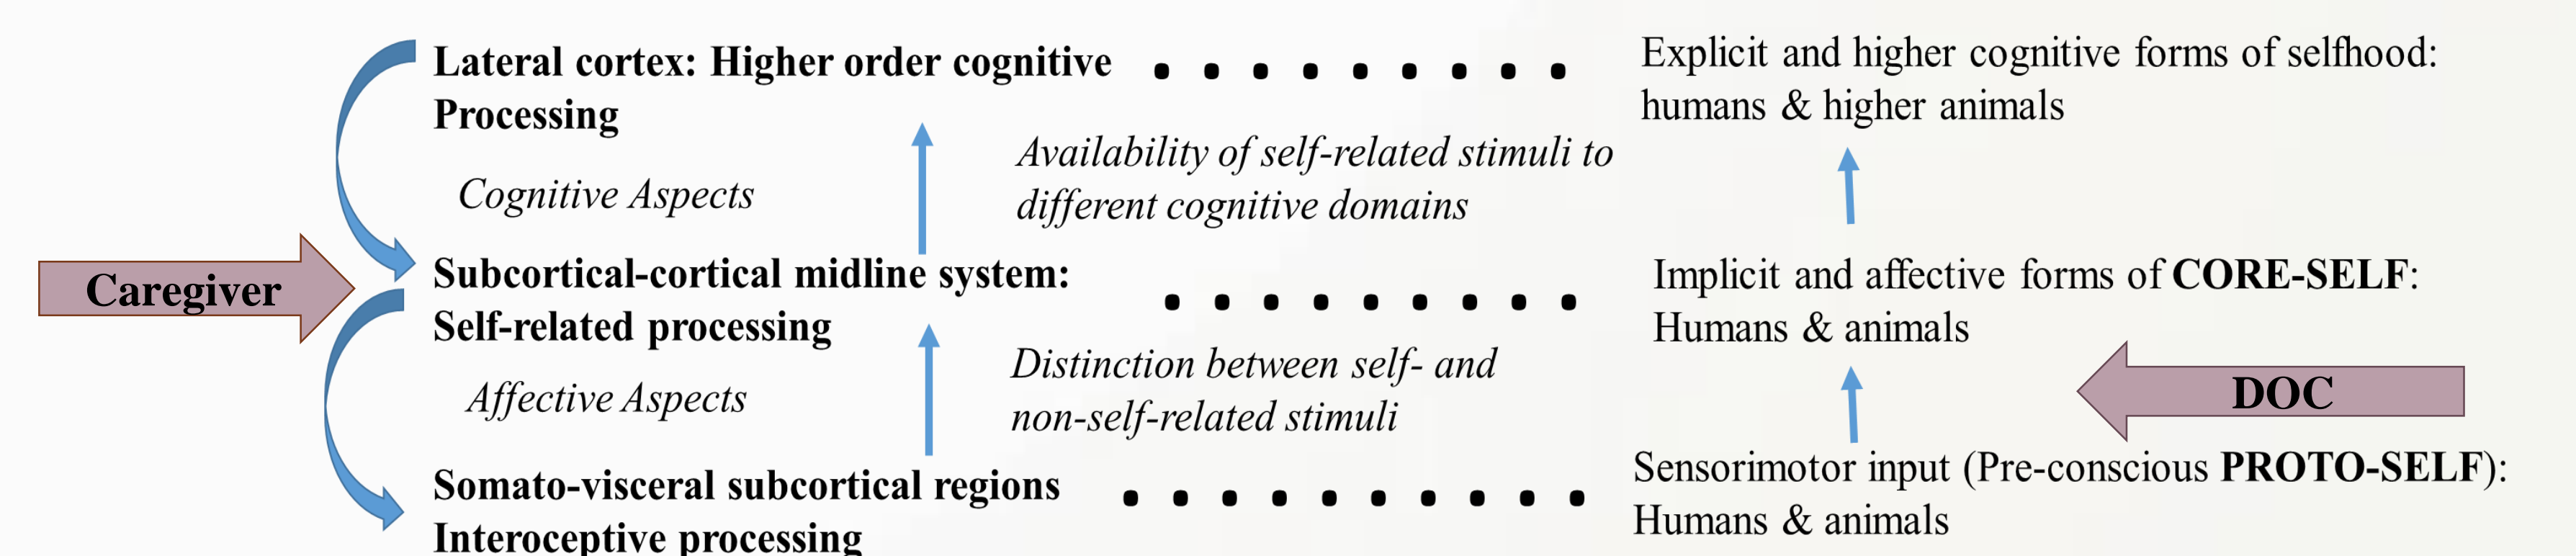 Lateral cortex: Higher order cognitive
Processing
Explicit and higher cognitive forms of selfhood:
humans & higher animals
Cognitive Aspects
Availability of self-related stimuli to
different cognitive domains
Caregiver
Subcortical-cortical midline system:
Self-related processing
Implicit and affective forms of CORE-SELF:
Humans & animals
Affective Aspects
Distinction between self- and
non-self-related stimuli
DOC
Somato-visceral subcortical regions
Interoceptive processing
Sensorimotor input (Pre-conscious PROTO-SELF):
Humans & animals